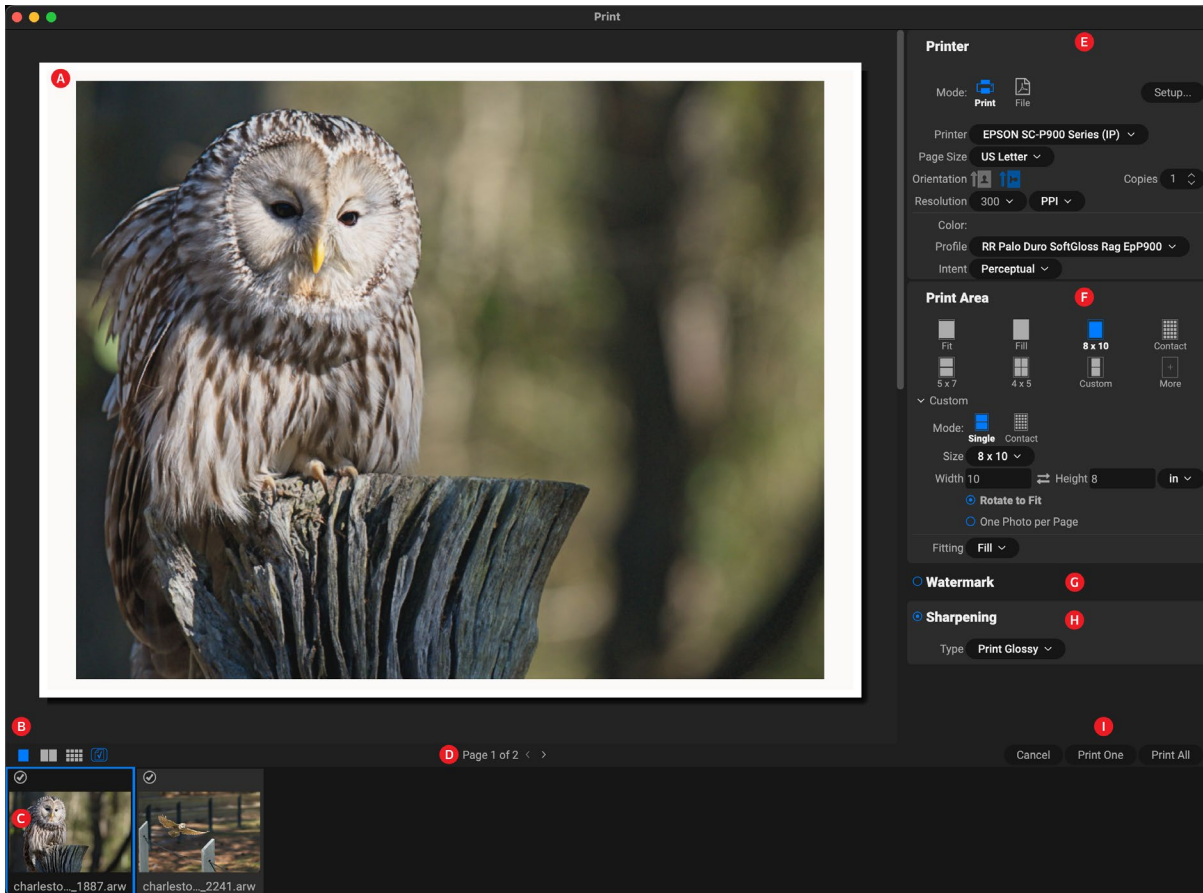 Print
A
E
Printer
Mode:
Print
File
Setup...
Printer EPSON SC-P900 Series (IP)
Page Size US Letter
Orientation
Copies 1
Resolution 300 PPI
Color:
Profile RR Palo Duro SoftGloss Rag EpP900
Intent Perceptual
Print Area F
Fit Fill 8 x 10 Contact
5 x 7 4 x 5 Custom More
Custom
Mode:
Single Contact
Size 8 x 10
Width 10 Height 8 in
Rotate to Fit
One Photo per Page
Fitting Fill
Watermark G
Sharpening H
Type Print Glossy
B
I
D Page 1 of 2 < >
Cancel Print One Print All
C
charlesto..._1887.arw charlesto..._2241.arw